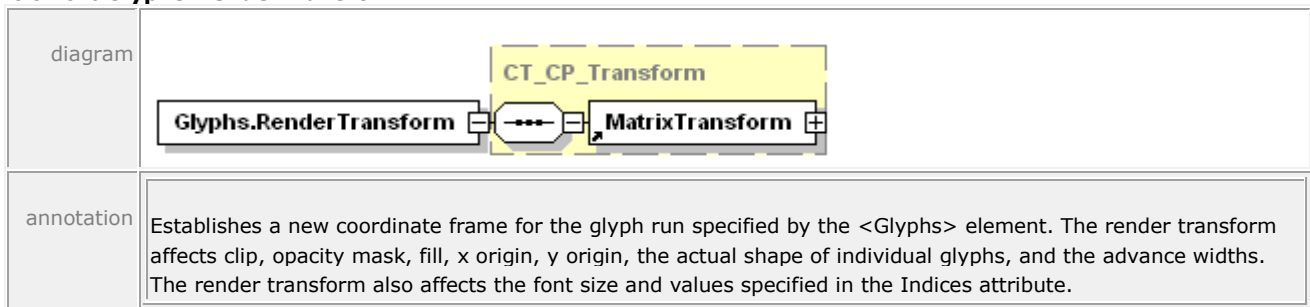 diagram
CT_CP_Transform
Glyphs.RenderTransform
MatrixTransform
annotation
Establishes a new coordinate frame for the glyph run specified by the <Glyphs> element. The render transform
affects clip, opacity mask, fill, x origin, y origin, the actual shape of individual glyphs, and the advance widths.
The render transform also affects the font size and values specified in the Indices attribute.